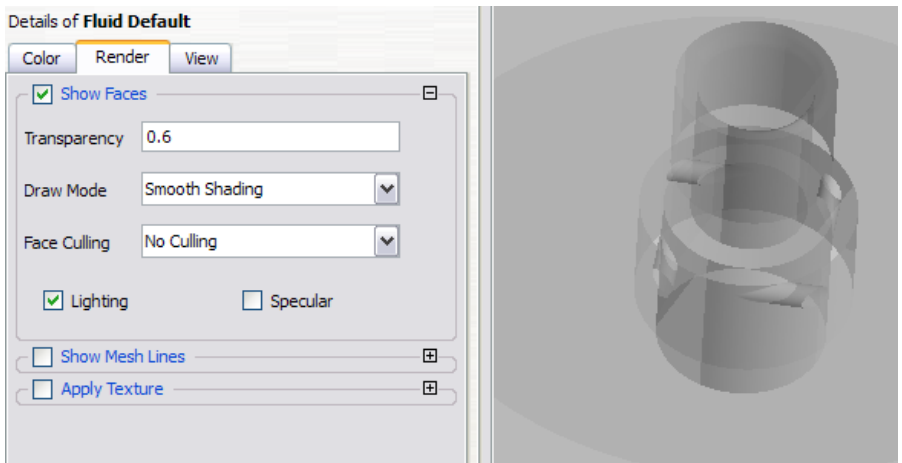 Details of Fluid Default
Color Render View
Show Faces
Transparency 0.6
Draw Mode Smooth Shading
Face Culling No Culling
Lighting Specular
Show Mesh Lines
Apply Texture